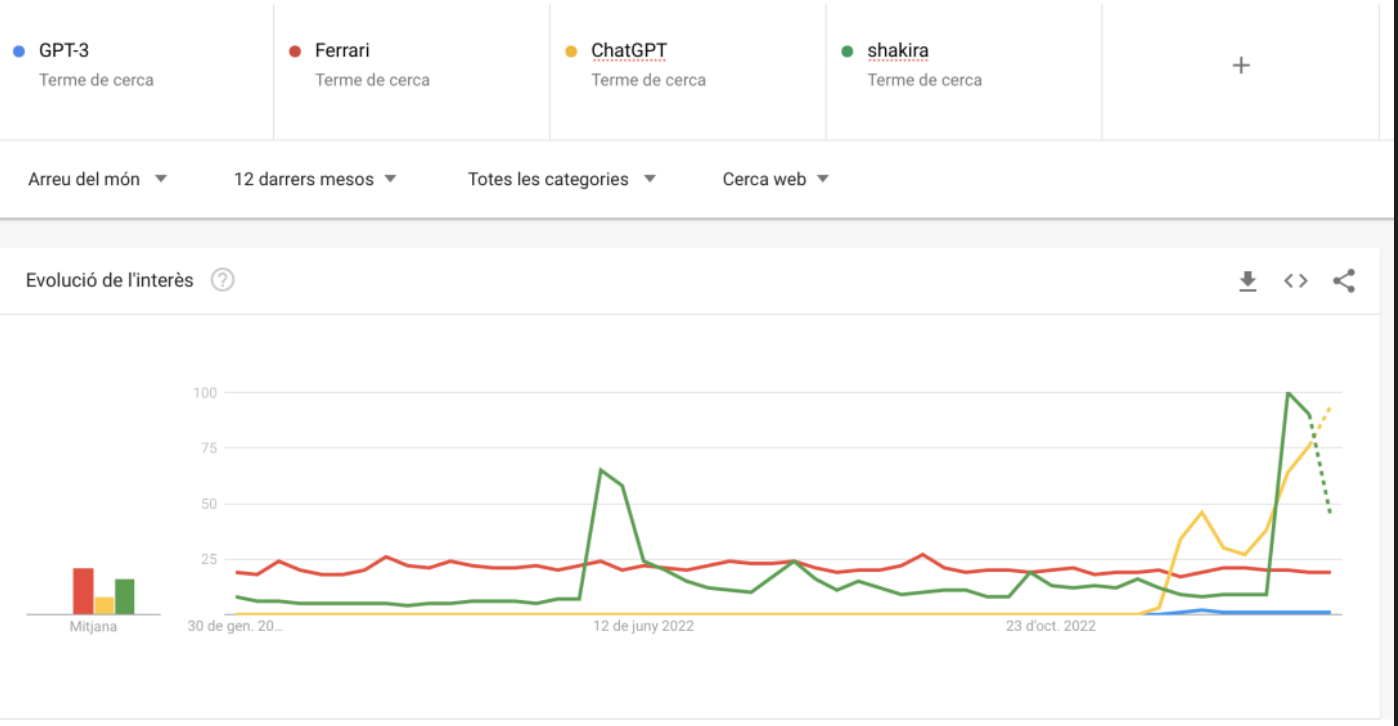 GPT-3
Terme de cerca
Ferrari
Terme de cerca
ChatGPT
Terme de cerca
shakira
Terme de cerca
+
Arreu del món
12 darrers mesos
Totes les categories
Cerca web
Evolució de l'interès
?
100
75
50
25
Mitjana
30 de gen. 20…
12 de juny 2022
23 d'oct. 2022